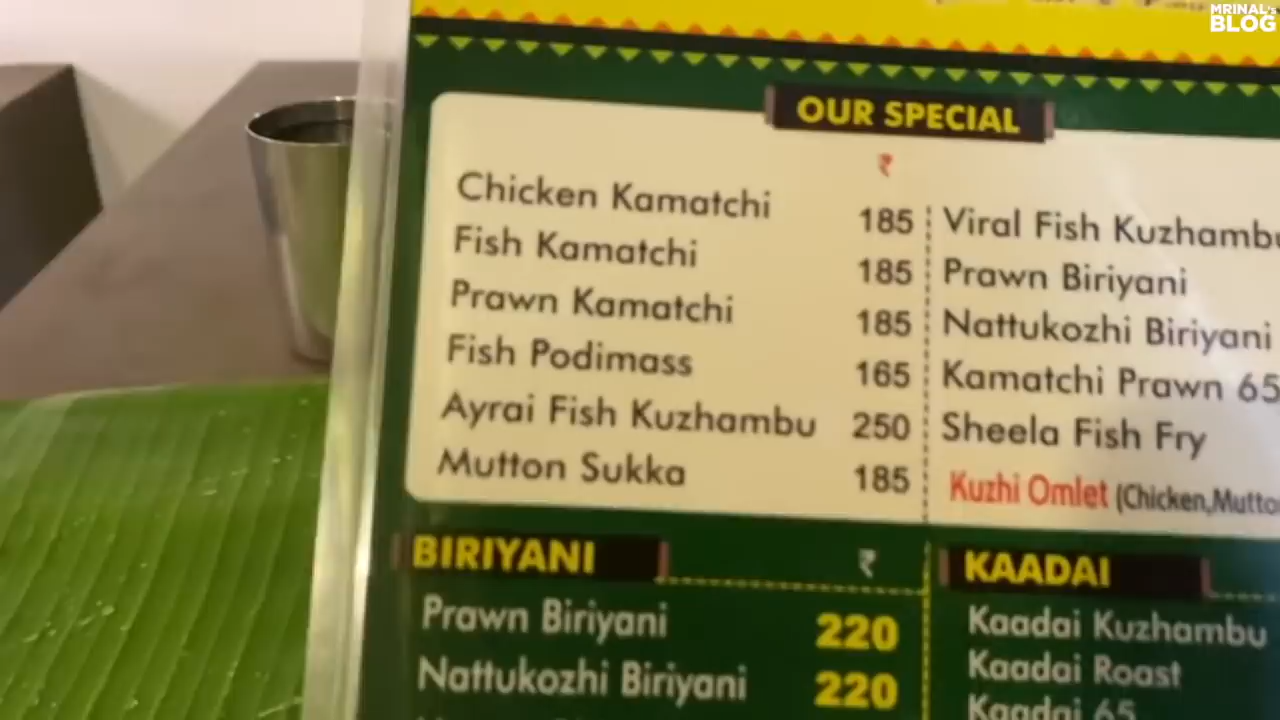 MRINAL's
BLOG
OUR SPECIAL
₹
Chicken Kamatchi 185
Fish Kamatchi 185
Prawn Kamatchi 185
Fish Podimass 165
Ayrai Fish Kuzhambu 250
Mutton Sukka 185
Viral Fish Kuzhambu
Prawn Biriyani
Nattukozhi Biriyani
Kamatchi Prawn 65
Sheela Fish Fry
Kuzhi Omlet (Chicken,Mutto
BIRIYANI ₹
Prawn Biriyani 220
Nattukozhi Biriyani 220
KAADAI
Kaadai Kuzhambu
Kaadai Roast
Kaadai 65